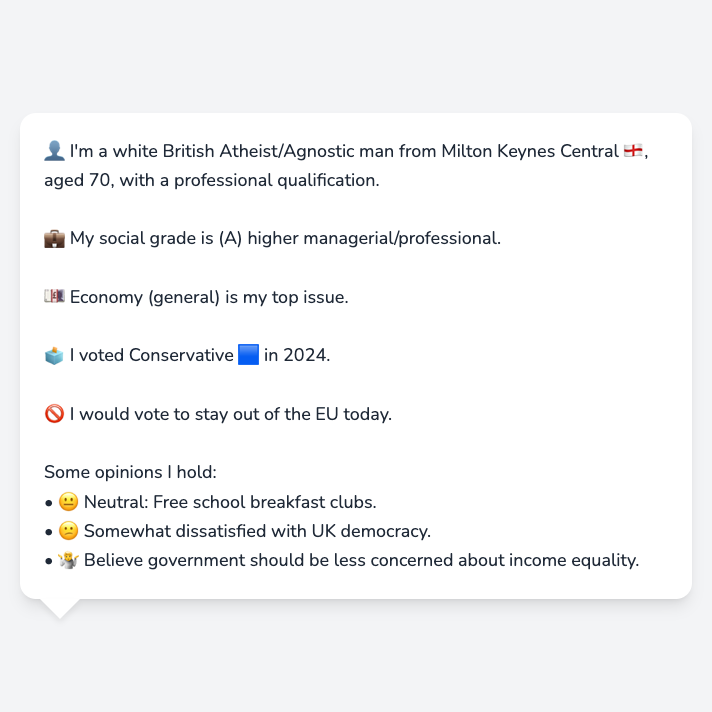 👤 I'm a white British Atheist/Agnostic man from Milton Keynes Central 🏴󠁧󠁢󠁥󠁮󠁧󠁿,
aged 70, with a professional qualification.
💼 My social grade is (A) higher managerial/professional.
💷 Economy (general) is my top issue.
🗳️ I voted Conservative 🟦 in 2024.
🚫 I would vote to stay out of the EU today.
Some opinions I hold:
• 😐 Neutral: Free school breakfast clubs.
• 🙁 Somewhat dissatisfied with UK democracy.
• 🤷 Believe government should be less concerned about income equality.